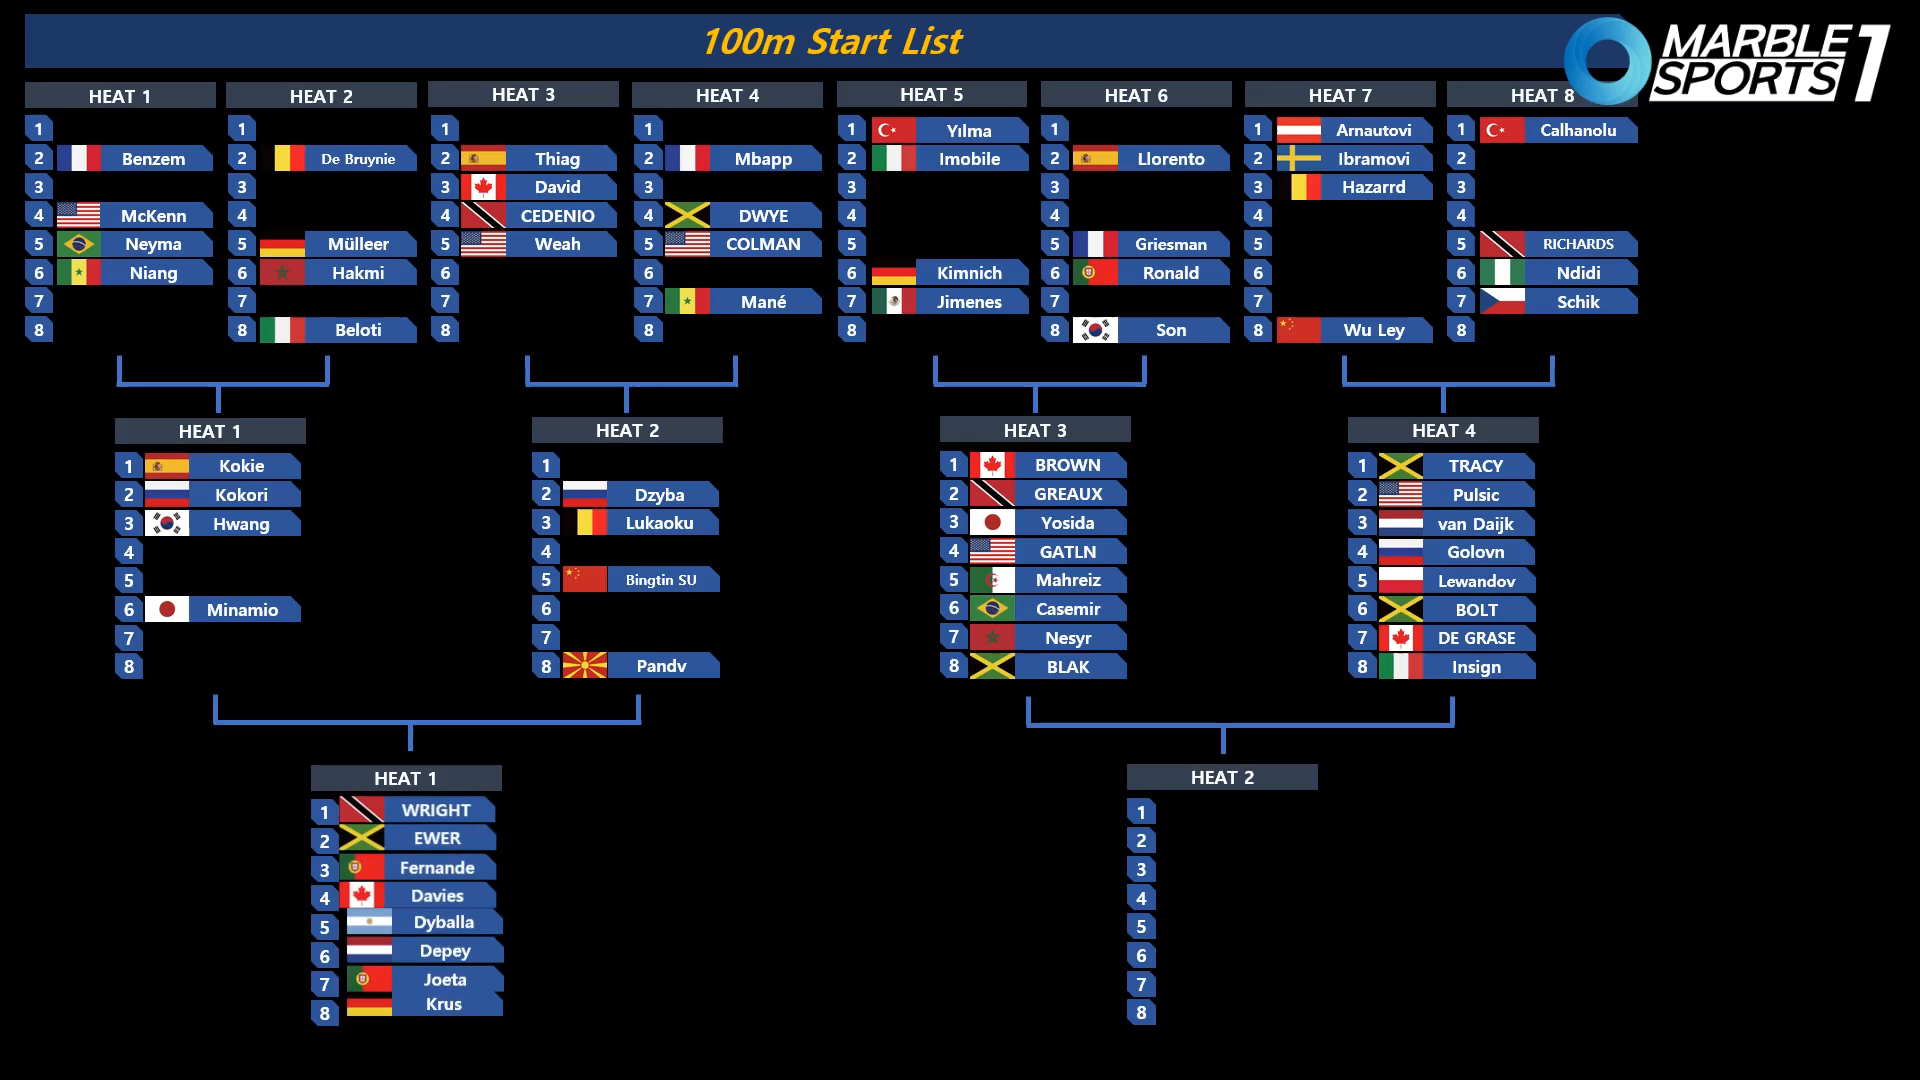 100m Start List
MARBLE
SPORTS 1
HEAT 1
1
2 Benzem
3
4 McKenn
5 Neyma
6 Niang
7
8
HEAT 2
1
2 De Bruynie
3
4
5 Mülleer
6 Hakmi
7
8 Beloti
HEAT 3
1
2 Thiag
3 David
4 CEDENIO
5 Weah
6
7
8
HEAT 4
1
2 Mbapp
3
4 DWYE
5 COLMAN
6
7 Mané
8
HEAT 5
1 Yılma
2 Imobile
3
4
5
6 Kimnich
7 Jimenes
8
HEAT 6
1
2 Llorento
3
4
5 Griesman
6 Ronald
7
8 Son
HEAT 7
1 Arnautovi
2 Ibramovi
3 Hazarrd
4
5
6
7
8 Wu Ley
HEAT 8
1 Calhanolu
2
3
4
5 RICHARDS
6 Ndidi
7 Schik
8
HEAT 1
1 Kokie
2 Kokori
3 Hwang
4
5
6 Minamio
7
8
HEAT 2
1
2 Dzyba
3 Lukaoku
4
5 Bingtin SU
6
7
8 Pandv
HEAT 3
1 BROWN
2 GREAUX
3 Yosida
4 GATLN
5 Mahreiz
6 Casemir
7 Nesyr
8 BLAK
HEAT 4
1 TRACY
2 Pulsic
3 van Daijk
4 Golovn
5 Lewandov
6 BOLT
7 DE GRASE
8 Insign
HEAT 1
1 WRIGHT
2 EWER
3 Fernande
4 Davies
5 Dyballa
6 Depey
7 Joeta
8 Krus
HEAT 2
1
2
3
4
5
6
7
8